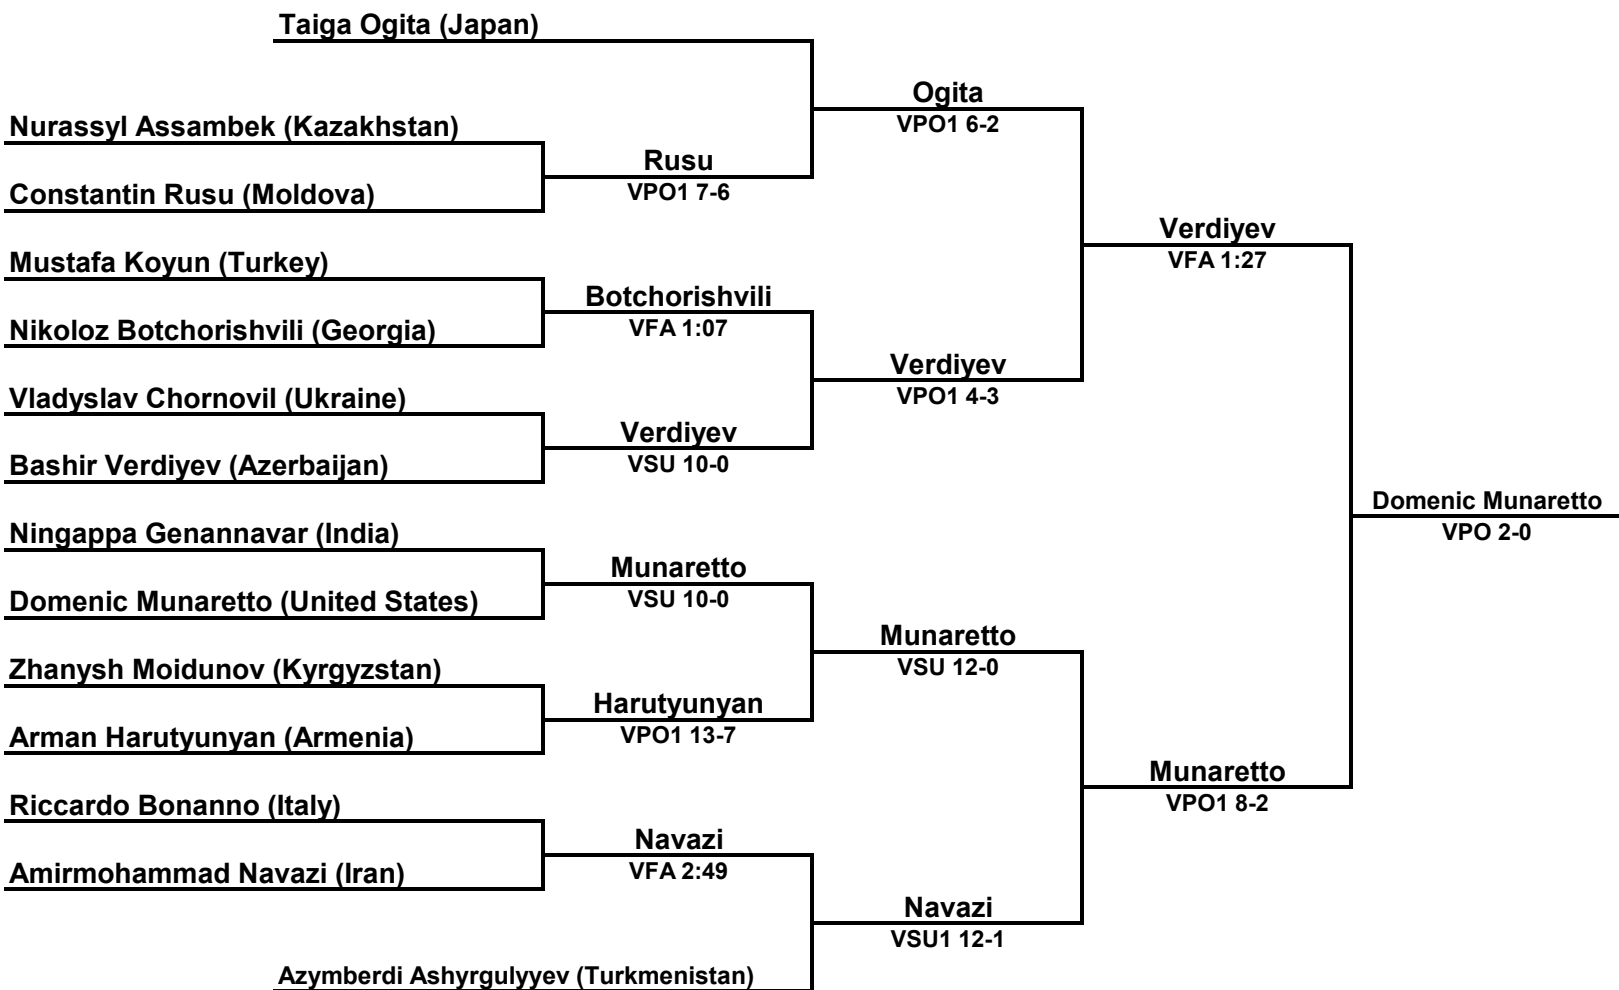 Taiga Ogita (Japan)
Ogita
VPO1 6-2
Nurassyl Assambek (Kazakhstan)
Rusu
VPO1 7-6
Constantin Rusu (Moldova)
Verdiyev
VFA 1:27
Mustafa Koyun (Turkey)
Botchorishvili
VFA 1:07
Nikoloz Botchorishvili (Georgia)
Verdiyev
VPO1 4-3
Vladyslav Chornovil (Ukraine)
Verdiyev
VSU 10-0
Bashir Verdiyev (Azerbaijan)
Domenic Munaretto
VPO 2-0
Ningappa Genannavar (India)
Munaretto
VSU 10-0
Domenic Munaretto (United States)
Munaretto
VSU 12-0
Zhanysh Moidunov (Kyrgyzstan)
Harutyunyan
VPO1 13-7
Arman Harutyunyan (Armenia)
Munaretto
VPO1 8-2
Riccardo Bonanno (Italy)
Navazi
VFA 2:49
Amirmohammad Navazi (Iran)
Navazi
VSU1 12-1
Azymberdi Ashyrgulyyev (Turkmenistan)